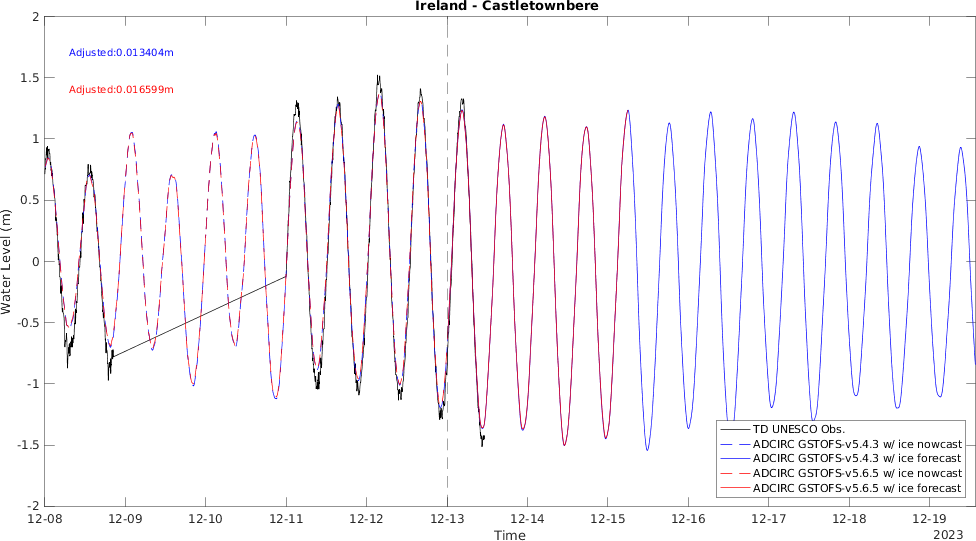 Ireland - Castletownbere
Adjusted:0.013404m
Adjusted:0.016599m
Water Level (m)
2
1.5
1
0.5
0
-0.5
-1
-1.5
-2
TD UNESCO Obs.
ADCIRC GSTOFS-v5.4.3 w/ ice nowcast
ADCIRC GSTOFS-v5.4.3 w/ ice forecast
ADCIRC GSTOFS-v5.6.5 w/ ice nowcast
ADCIRC GSTOFS-v5.6.5 w/ ice forecast
12-08 12-09 12-10 12-11 12-12 12-13 12-14 12-15 12-16 12-17 12-18 12-19
2023
Time